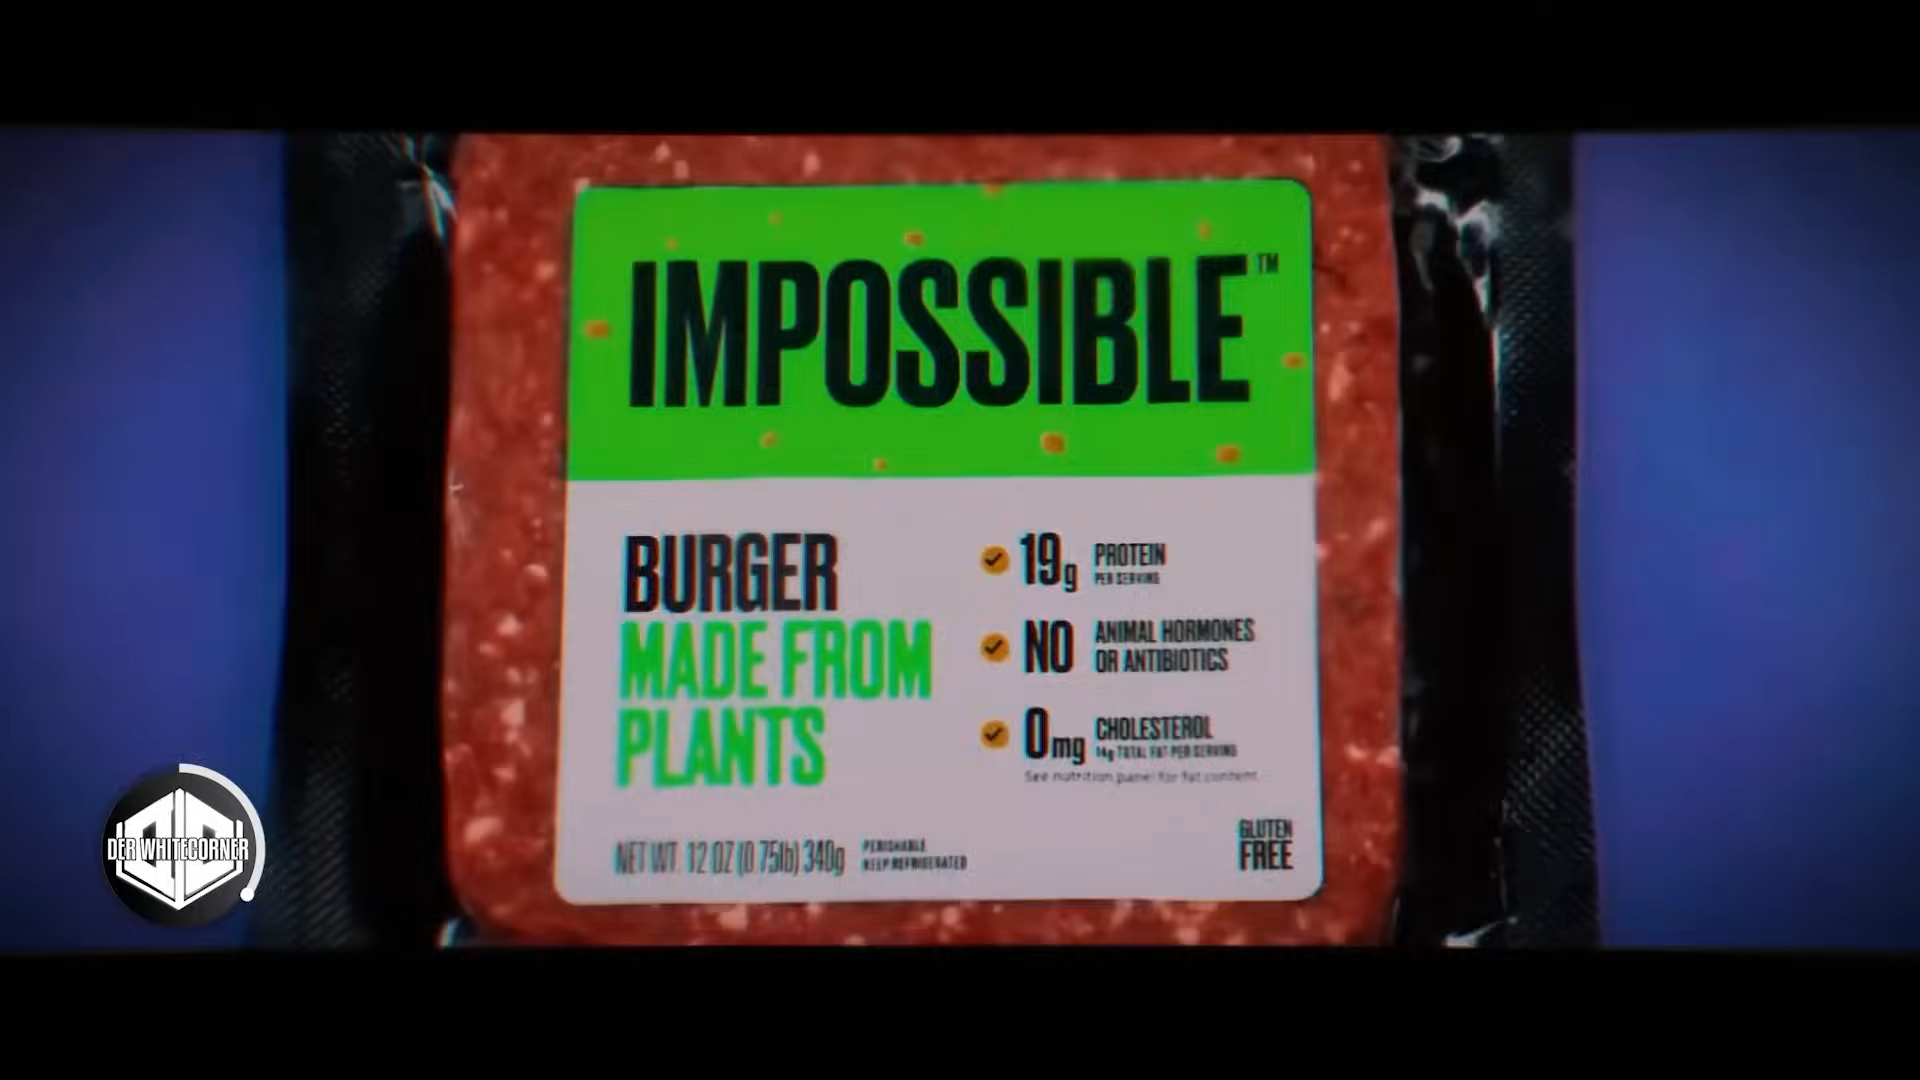 IMPOSSIBLE™
BURGER
MADE FROM
PLANTS
19g PROTEIN
PER SERVING
NO ANIMAL HORMONES
OR ANTIBIOTICS
0mg CHOLESTEROL
14g TOTAL FAT PER SERVING
See nutrition panel for fat content
NET WT. 12 OZ (0.75lb) 340g
PERISHABLE
KEEP REFRIGERATED
GLUTEN
FREE
DER WHITECORNER